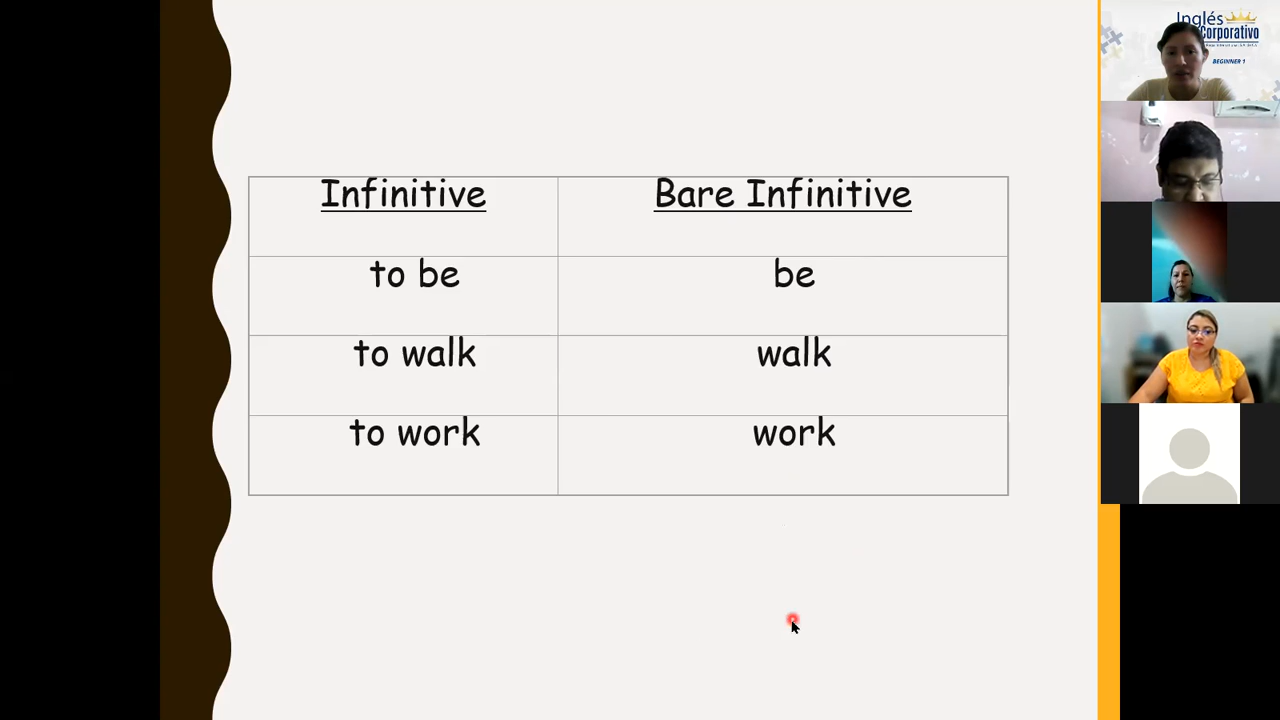 Infinitive Bare Infinitive
to be be
to walk walk
to work work
Inglés
Corporativo
BEGINNER 1